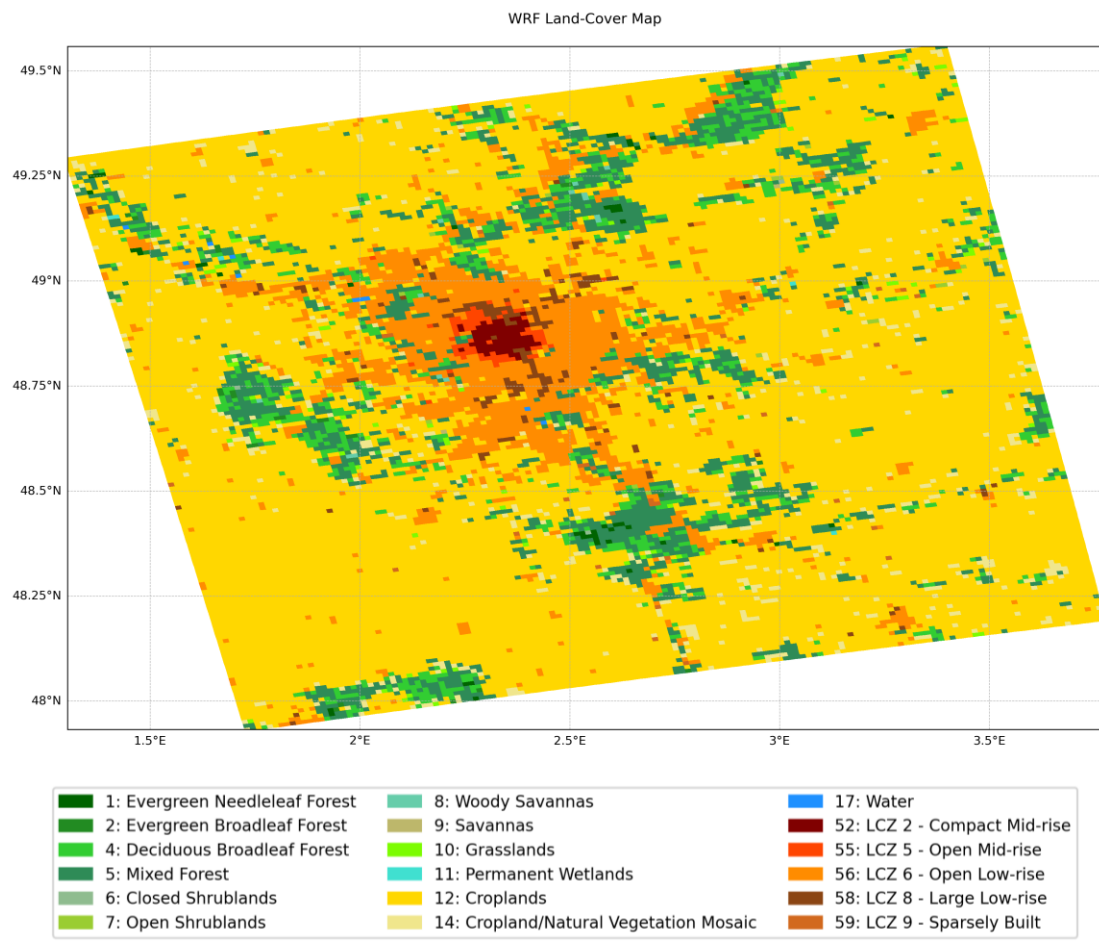 WRF Land-Cover Map
49.5°N
49.25°N
49°N
48.75°N
48.5°N
48.25°N
48°N
1.5°E 2°E 2.5°E 3°E 3.5°E
1: Evergreen Needleleaf Forest 8: Woody Savannas 17: Water
2: Evergreen Broadleaf Forest 9: Savannas 52: LCZ 2 - Compact Mid-rise
4: Deciduous Broadleaf Forest 10: Grasslands 55: LCZ 5 - Open Mid-rise
5: Mixed Forest 11: Permanent Wetlands 56: LCZ 6 - Open Low-rise
6: Closed Shrublands 12: Croplands 58: LCZ 8 - Large Low-rise
7: Open Shrublands 14: Cropland/Natural Vegetation Mosaic 59: LCZ 9 - Sparsely Built